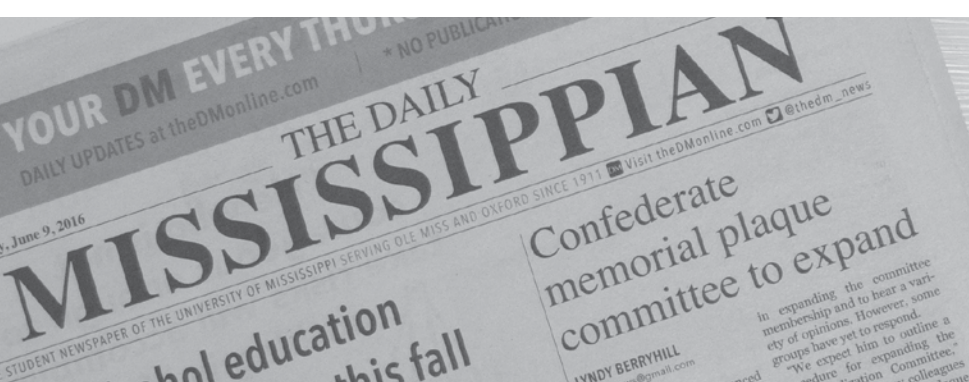 YOUR DM EVERY
* NO
DAILY UPDATES at theDMonline.com
THE DAILY
MISSISSIPPIAN
June 9, 2016
STUDENT NEWSPAPER OF THE UNIVERSITY OF MISSISSIPPI SERVING OLE MISS AND OXFORD SINCE 1911 DM Visit theDMonline.com @thedm_news
education
this fall
Confederate
memorial plaque
committee to expand
LYNDY BERRYHILL
in expanding the committee
membership and to hear a vari-
ety of opinions. However, some
groups have yet to respond.
"We expect him to outline a
for expanding the
Committee,"
colleagues